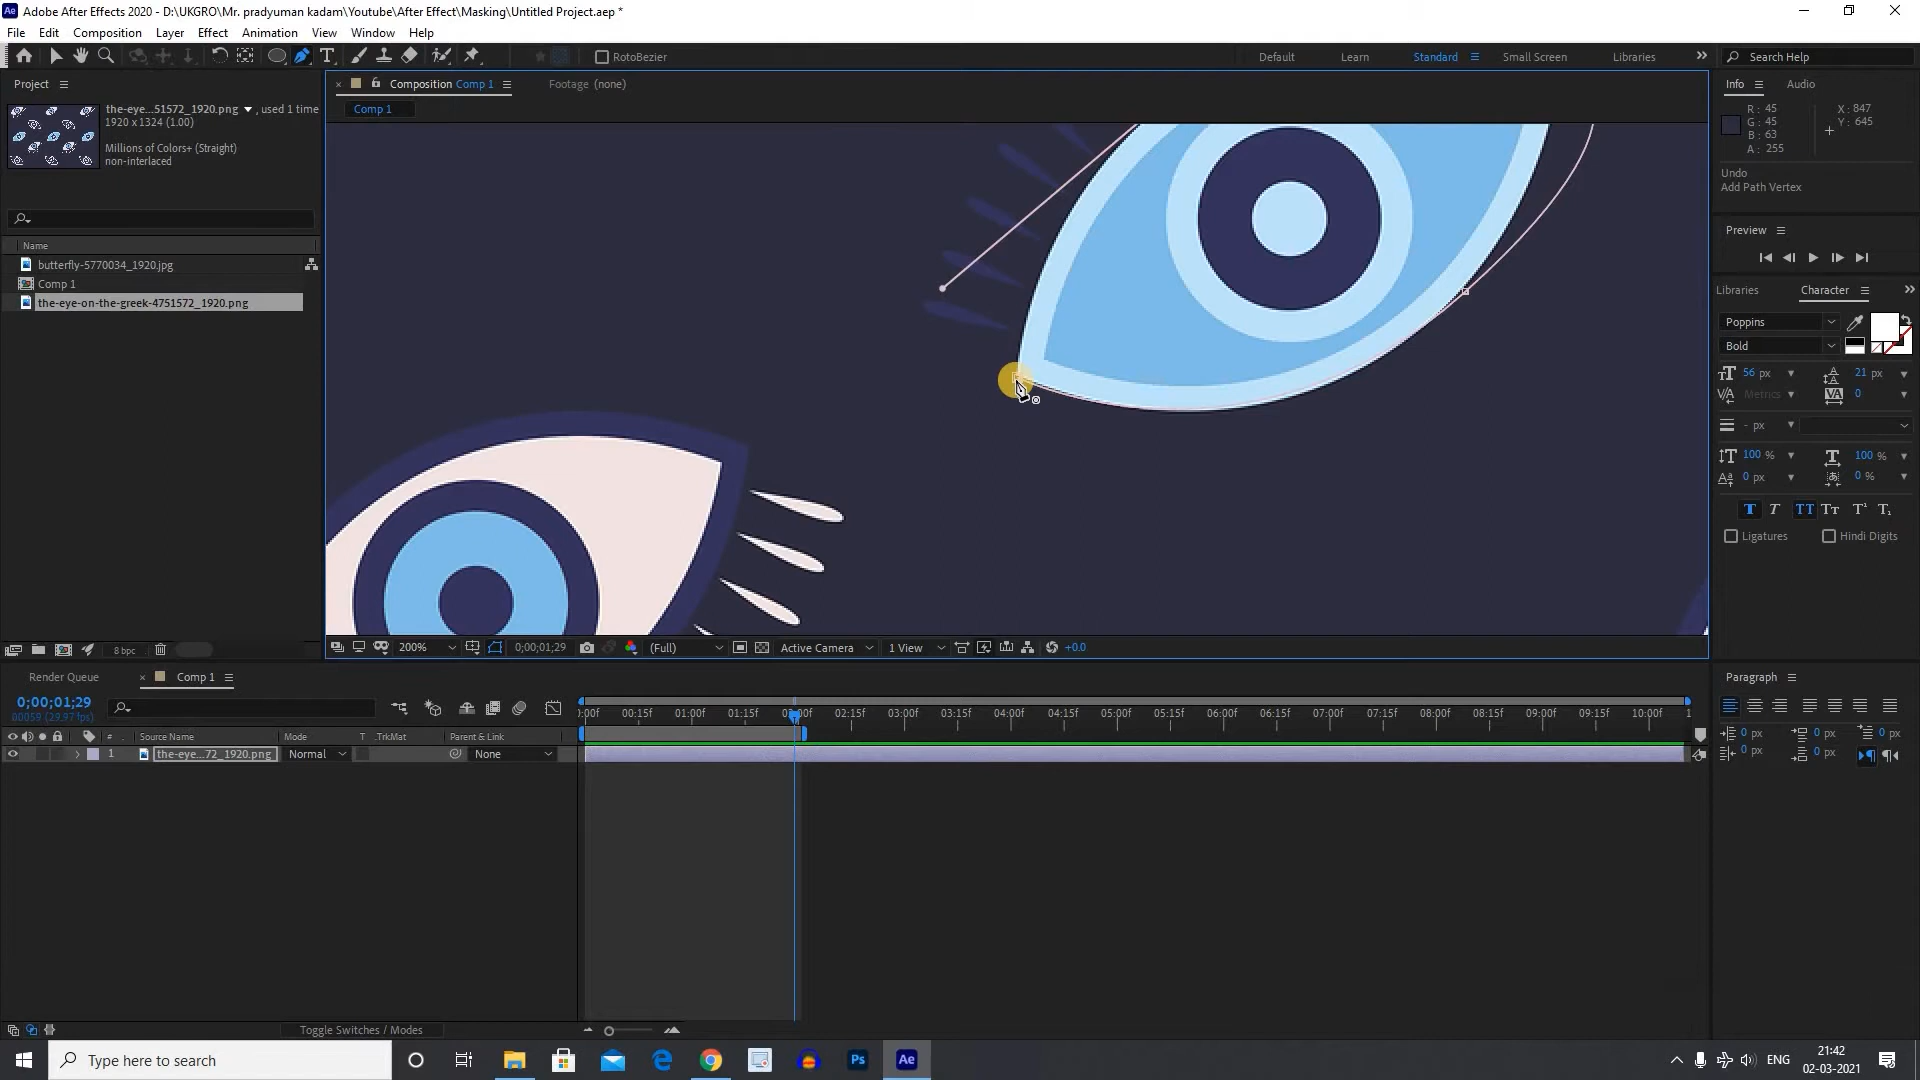 Adobe After Effects 2020 - D:\UKGRO\Mr. pradyuman kadam\Youtube\After Effect\Masking\Untitled Project.aep *
File Edit Composition Layer Effect Animation View Window Help
RotoBezier Default Learn Standard Small Screen Libraries Search Help
Project Composition Comp 1 Footage (none) Info Audio
Comp 1
the-eye...51572_1920.png, used 1 time
1920 x 1324 (1.00)
Millions of Colors+ (Straight)
non-interlaced
R: 45 X: 847
G: 45 Y: 645
B: 63
A: 255
Undo
Add Path Vertex
Preview
Name
butterfly-5770034_1920.jpg
Comp 1
the-eye-on-the-greek-4751572_1920.png
Libraries Character
Poppins
Bold
56 px 21 px
Metrics 0
- px
100 % 100 %
0 px 0 %
Ligatures Hindi Digits
8 bpc 200% 0;00;01;29 (Full) Active Camera 1 View +0.0
Render Queue Comp 1 Paragraph
0;00;01;29
00059 (29.97 fps)
:00f 00:15f 01:00f 01:15f 02:00f 02:15f 03:00f 03:15f 04:00f 04:15f 05:00f 05:15f 06:00f 06:15f 07:00f 07:15f 08:00f 08:15f 09:00f 09:15f 10:00f 1
# Source Name Mode T .TrkMat Parent & Link
1 the-eye...72_1920.png Normal None
0 px 0 px 0 px
0 px 0 px
Toggle Switches / Modes
Type here to search Ps Ae ENG 21:42
02-03-2021